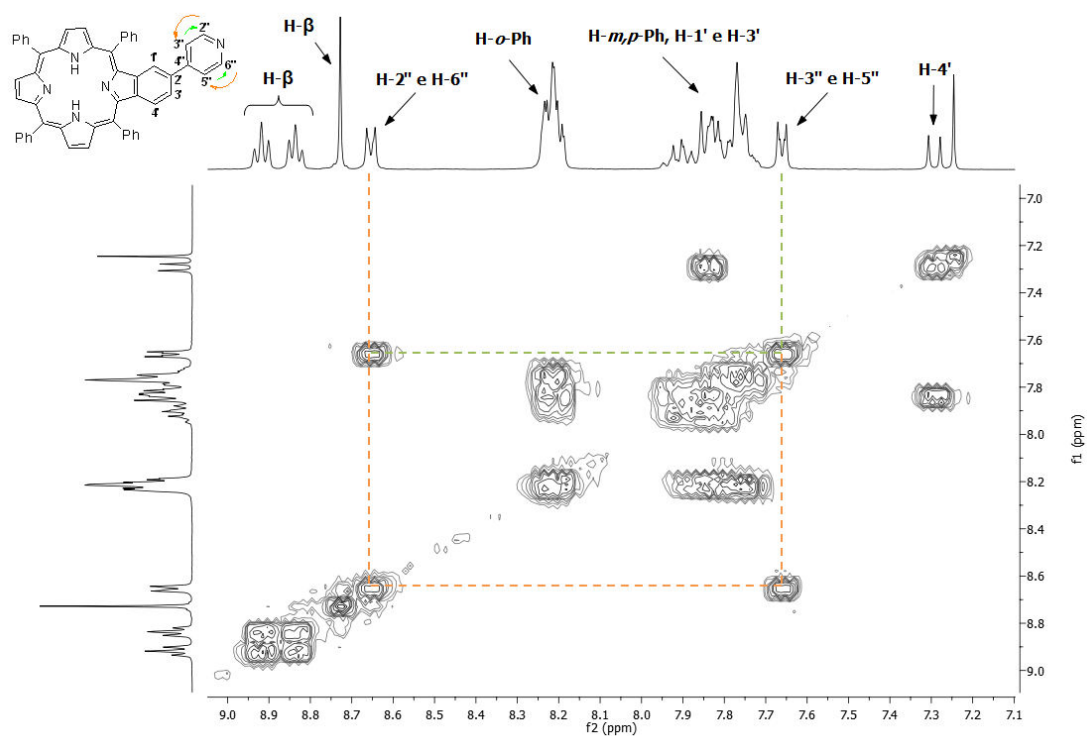 H-β
H-β
H-2'' e H-6''
H-o-Ph
H-m,p-Ph, H-1' e H-3'
H-3'' e H-5''
H-4'
Ph
Ph
Ph
Ph
NH
N
N
HN
N
1'
2'
3'
4'
2''
3''
4''
5''
6''
7.0
7.2
7.4
7.6
7.8
8.0
8.2
8.4
8.6
8.8
9.0
f1 (ppm)
9.0 8.9 8.8 8.7 8.6 8.5 8.4 8.3 8.2 8.1 8.0 7.9 7.8 7.7 7.6 7.5 7.4 7.3 7.2 7.1
f2 (ppm)